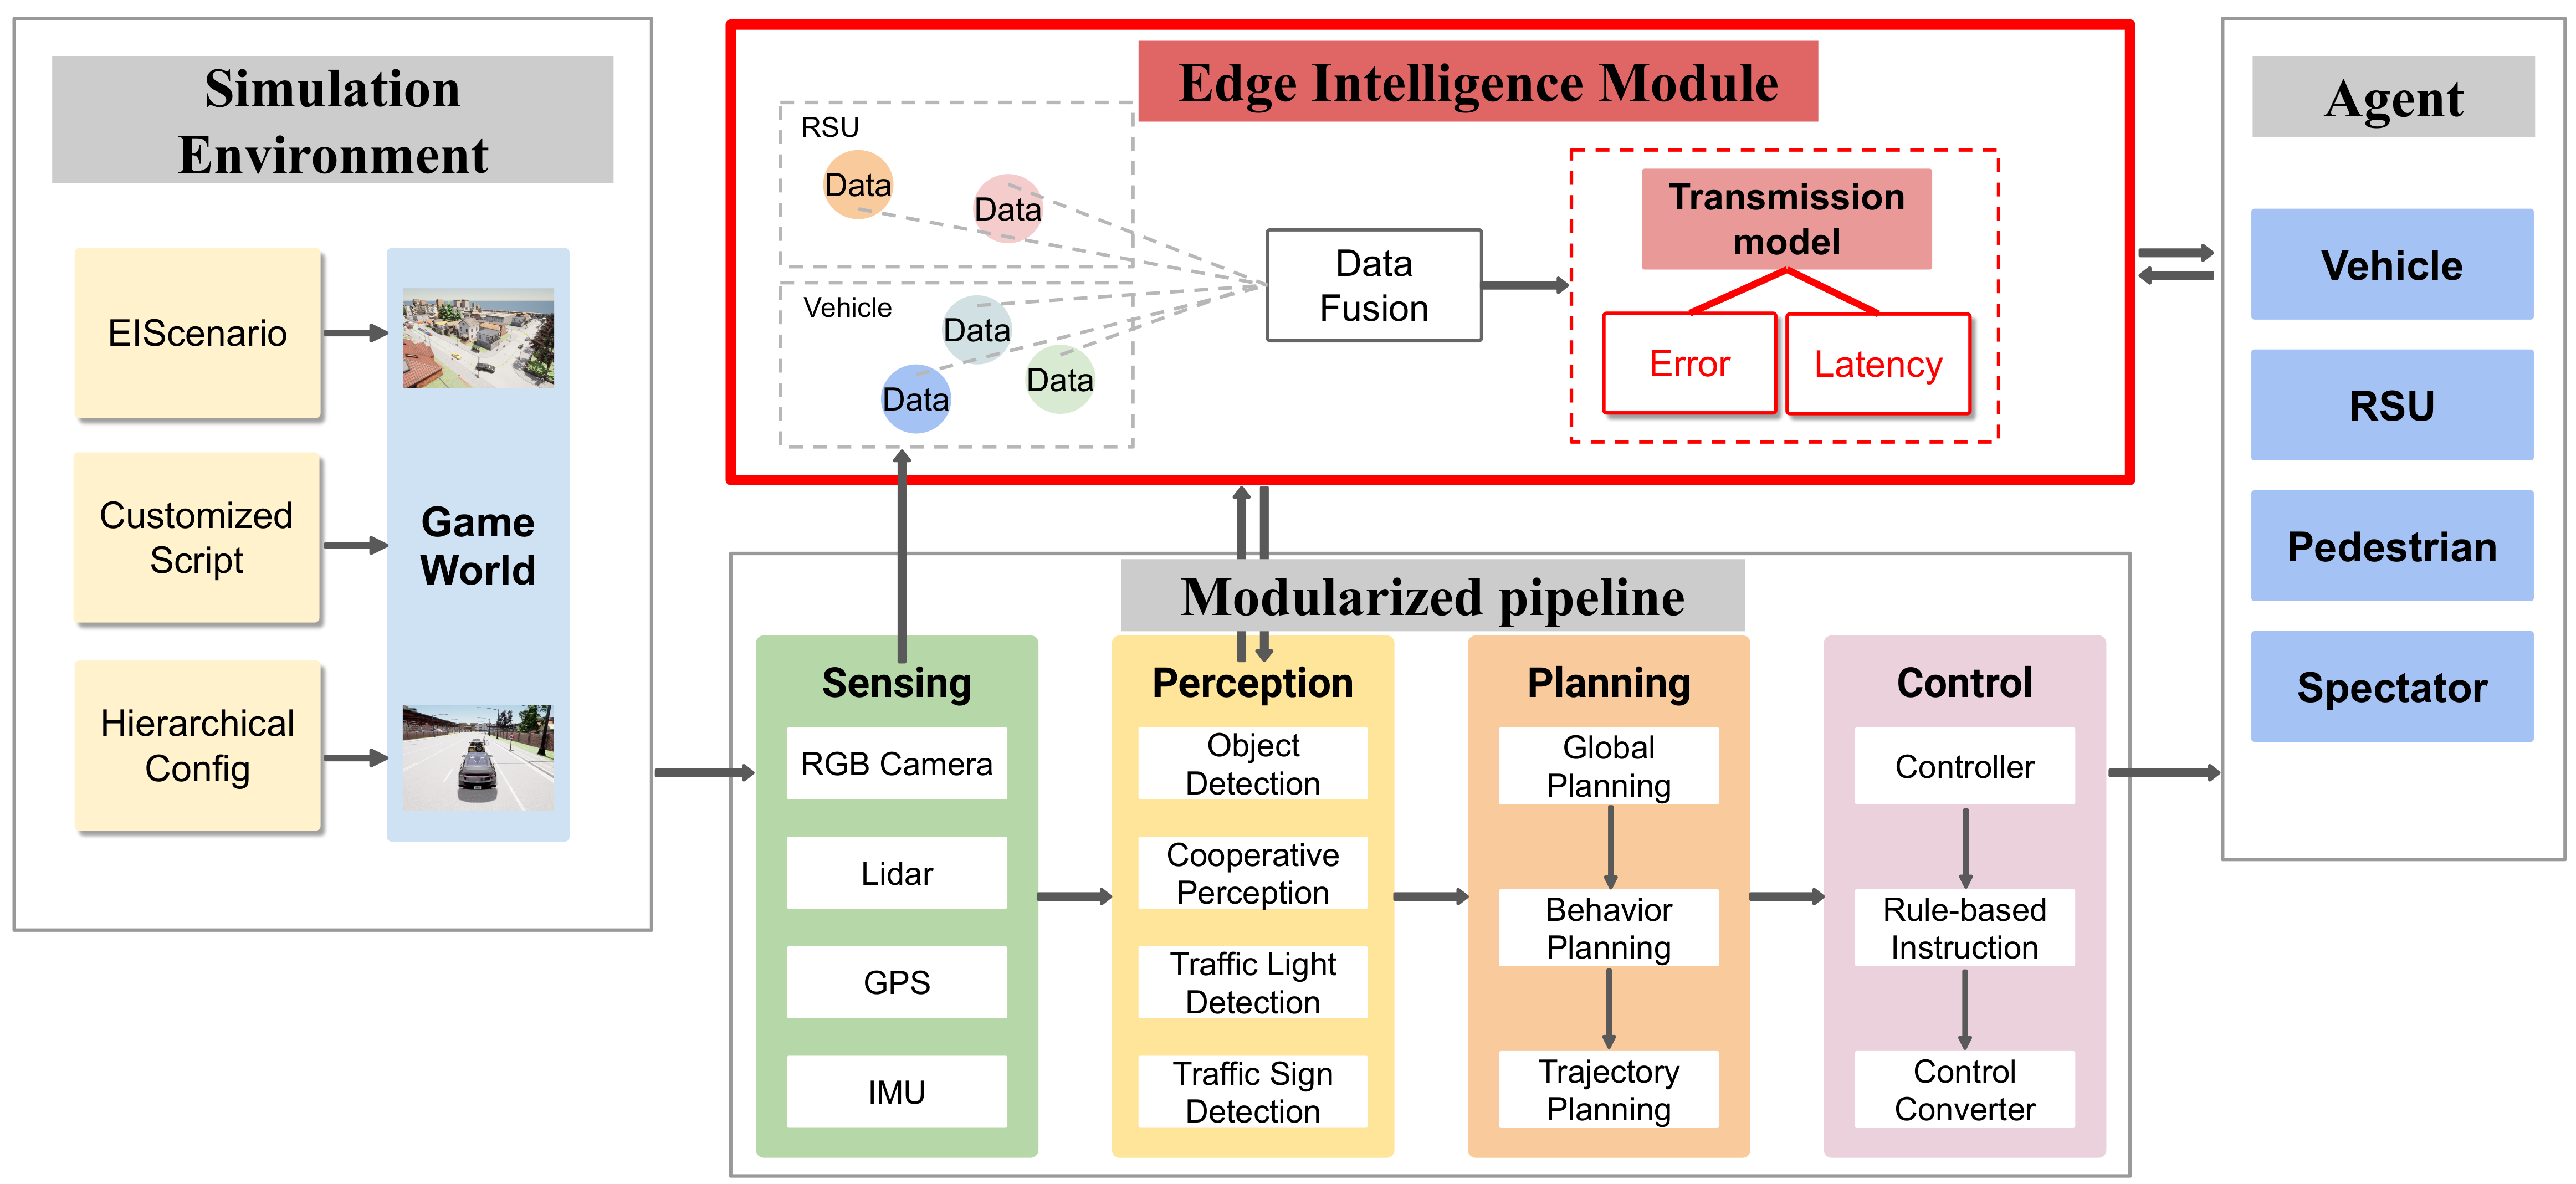 Simulation
Environment
EIScenario
Customized
Script
Hierarchical
Config
Game
World
Edge Intelligence Module
RSU
Data
Data
Vehicle
Data
Data
Data
Data
Fusion
Transmission
model
Error
Latency
Modularized pipeline
Sensing
RGB Camera
Lidar
GPS
IMU
Perception
Object
Detection
Cooperative
Perception
Traffic Light
Detection
Traffic Sign
Detection
Planning
Global
Planning
Behavior
Planning
Trajectory
Planning
Control
Controller
Rule-based
Instruction
Control
Converter
Agent
Vehicle
RSU
Pedestrian
Spectator